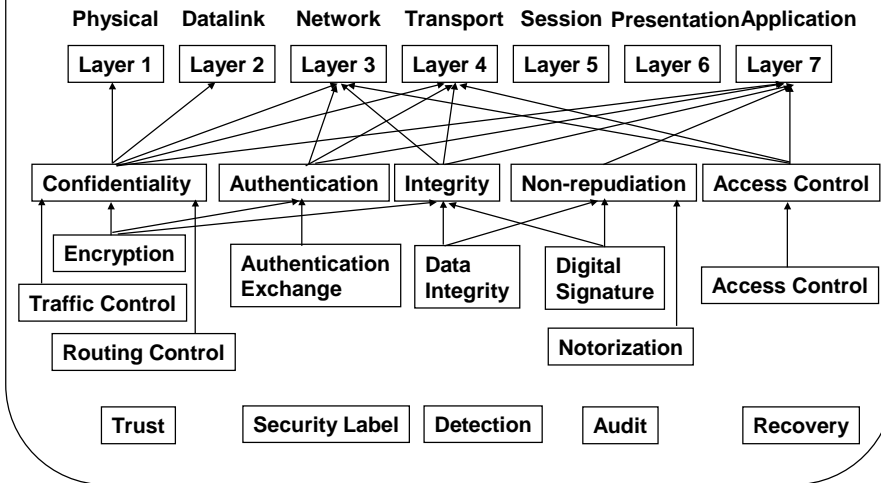 Physical Datalink Network Transport Session Presentation Application
Layer 1 Layer 2 Layer 3 Layer 4 Layer 5 Layer 6 Layer 7
Confidentiality Authentication Integrity Non-repudiation Access Control
Encryption
Authentication
Exchange
Data
Integrity
Digital
Signature
Access Control
Traffic Control
Routing Control
Notorization
Trust Security Label Detection Audit Recovery